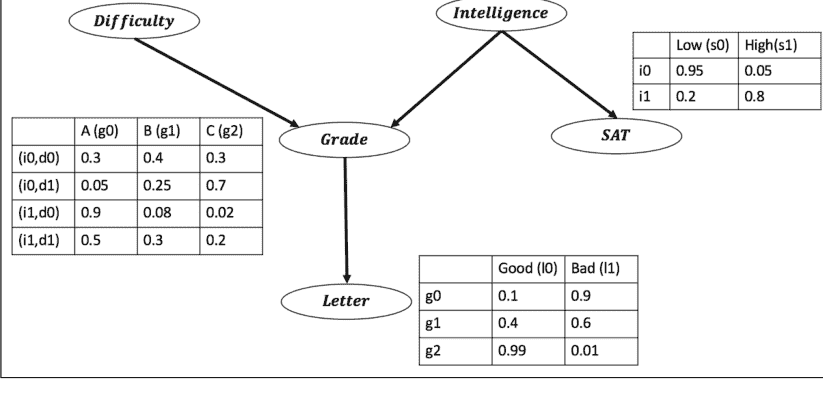 Difficulty
Intelligence
Low (s0) High(s1)
i0 0.95 0.05
i1 0.2 0.8
SAT
A (g0) B (g1) C (g2)
(i0,d0) 0.3 0.4 0.3
(i0,d1) 0.05 0.25 0.7
(i1,d0) 0.9 0.08 0.02
(i1,d1) 0.5 0.3 0.2
Grade
Letter
Good (l0) Bad (l1)
g0 0.1 0.9
g1 0.4 0.6
g2 0.99 0.01